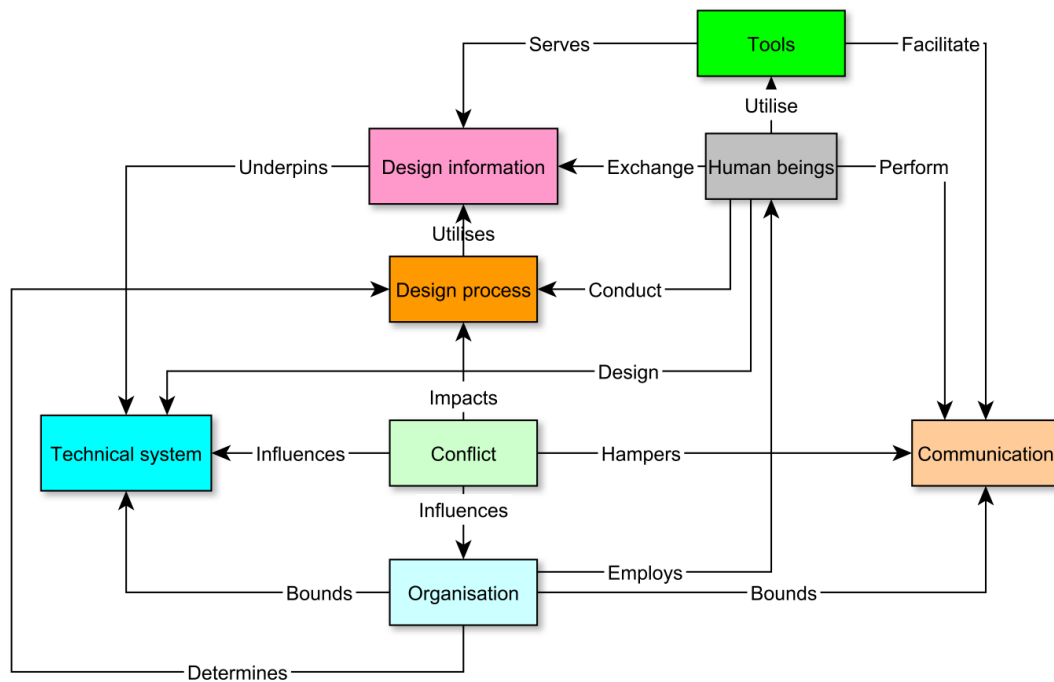 Serves
Tools
Facilitate
Utilise
Underpins
Design information
Exchange
Human beings
Perform
Utilises
Design process
Conduct
Design
Impacts
Technical system
Influences
Conflict
Hampers
Communication
Influences
Employs
Bounds
Organisation
Bounds
Determines